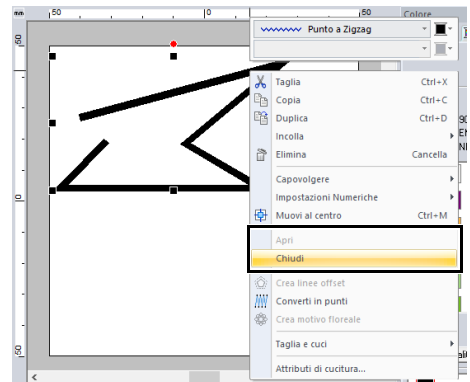 mm 50 0 50 Colore
Punto a Zigzag
50
Taglia Ctrl+X
Copia Ctrl+C
Duplica Ctrl+D
Incolla
Elimina Cancella
Capovolgere
Impostazioni Numeriche
0
Muovi al centro Ctrl+M
Apri
Chiudi
Crea linee offset
Converti in punti
Crea motivo floreale
Taglia e cuci
50
Attributi di cucitura...